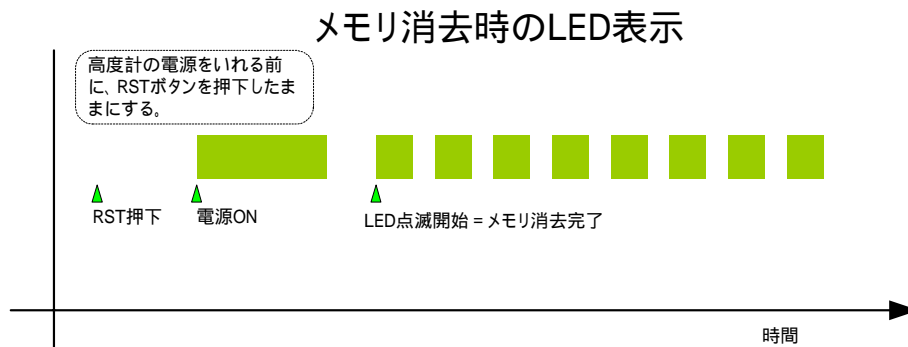 メモリ消去時のLED表示
高度計の電源をいれる前
に、RSTボタンを押下したま
まにする。
RST押下
電源ON
LED点滅開始 = メモリ消去完了
時間